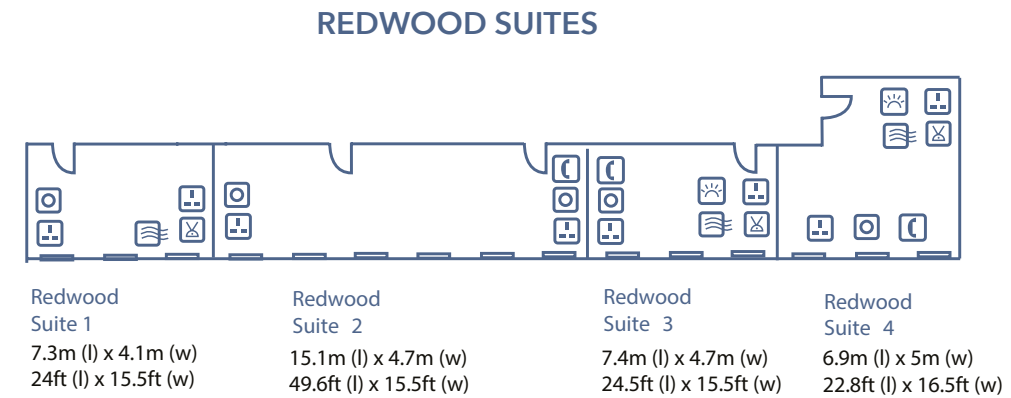 REDWOOD SUITES
Redwood
Suite 1
7.3m (l) x 4.1m (w)
24ft (l) x 15.5ft (w)
Redwood
Suite 2
15.1m (l) x 4.7m (w)
49.6ft (l) x 15.5ft (w)
Redwood
Suite 3
7.4m (l) x 4.7m (w)
24.5ft (l) x 15.5ft (w)
Redwood
Suite 4
6.9m (l) x 5m (w)
22.8ft (l) x 16.5ft (w)